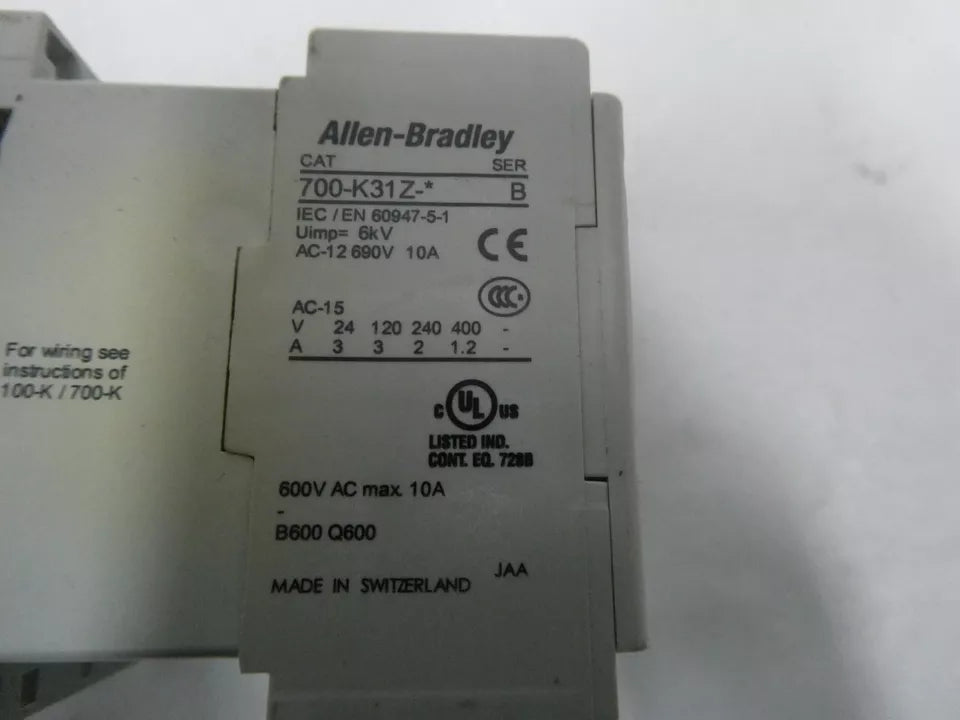 Allen-Bradley
CAT SER
700-K31Z-* B
IEC / EN 60947-5-1
Uimp= 6kV
AC-12 690V 10A
CE
CCC
AC-15
V 24 120 240 400 -
A 3 3 2 1.2 -
For wiring see
instructions of
100-K / 700-K
C UL US
LISTED IND.
CONT. EQ. 728B
600V AC max. 10A
-
B600 Q600
JAA
MADE IN SWITZERLAND